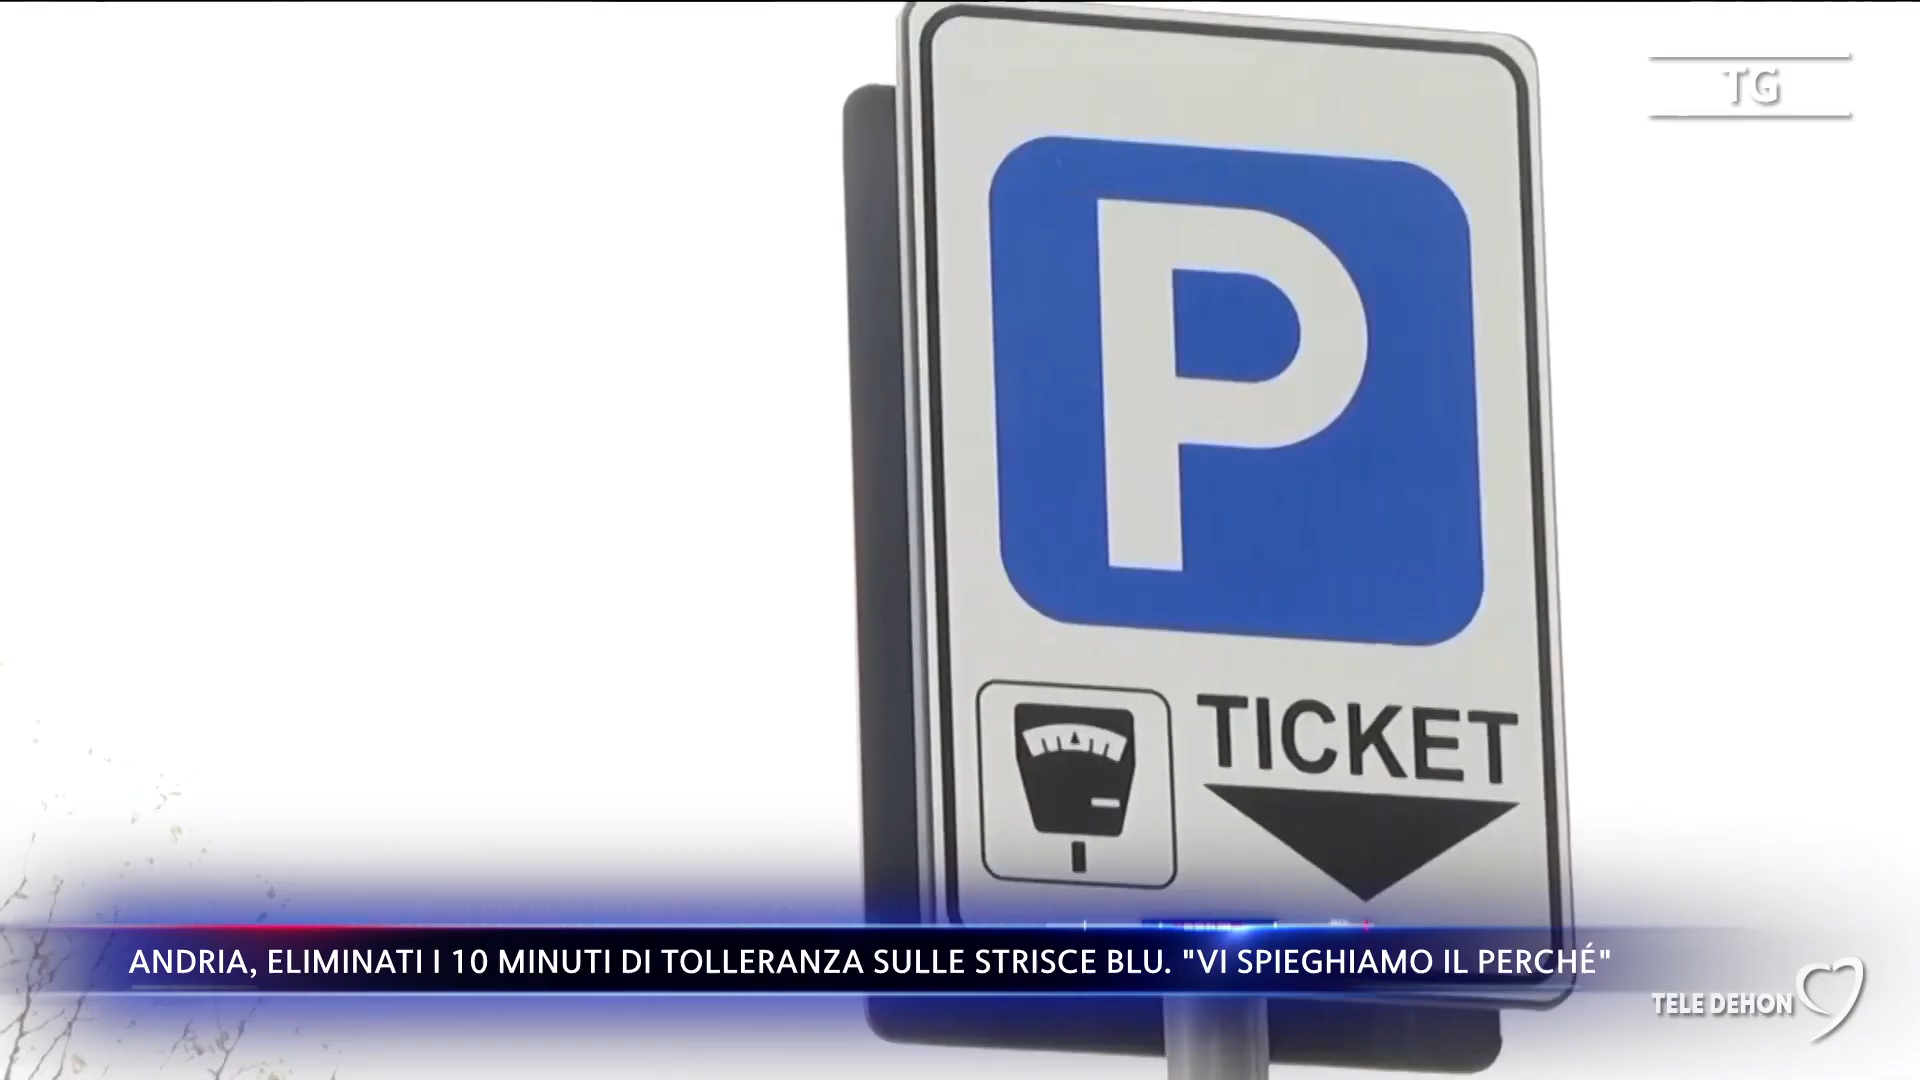 TG
P
TICKET
ANDRIA, ELIMINATI I 10 MINUTI DI TOLLERANZA SULLE STRISCE BLU. "VI SPIEGHIAMO IL PERCHÉ"
TELE DEHON